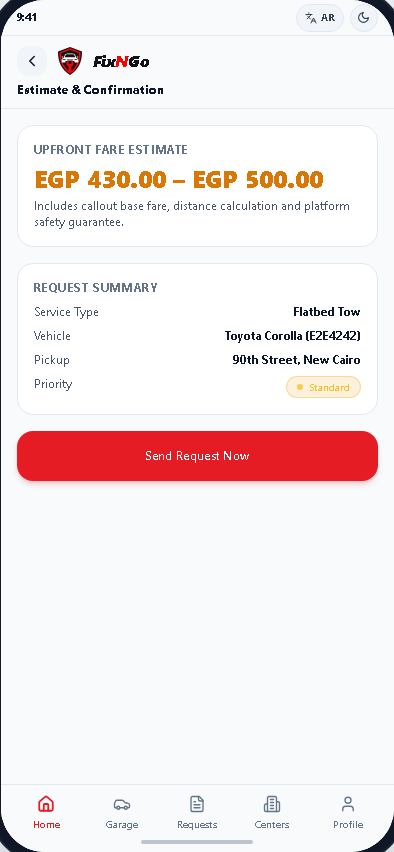 9:41
AR
FixNGo
Estimate & Confirmation
UPFRONT FARE ESTIMATE
EGP 430.00 – EGP 500.00
Includes callout base fare, distance calculation and platform
safety guarantee.
REQUEST SUMMARY
Service Type Flatbed Tow
Vehicle Toyota Corolla (E2E4242)
Pickup 90th Street, New Cairo
Priority Standard
Send Request Now
Home Garage Requests Centers Profile